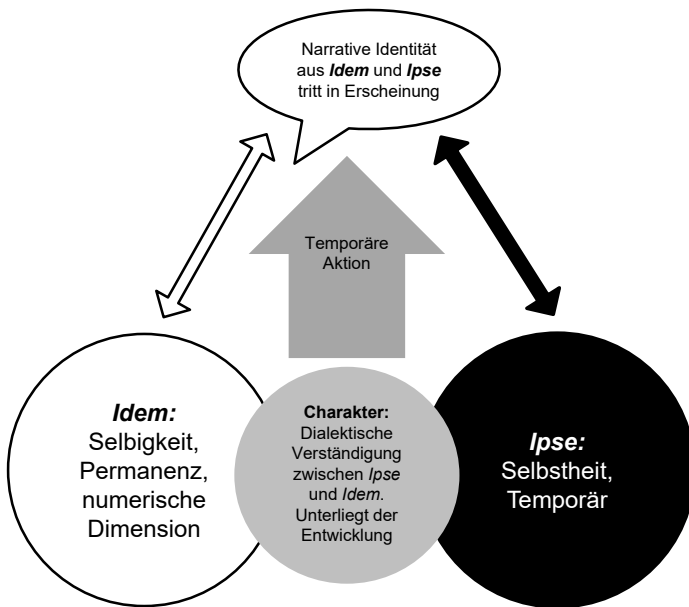 Narrative Identität
aus Idem und Ipse
tritt in Erscheinung
Temporäre
Aktion
Idem:
Selbigkeit,
Permanenz,
numerische
Dimension
Charakter:
Dialektische
Verständigung
zwischen Ipse
und Idem.
Unterliegt der
Entwicklung
Ipse:
Selbstheit,
Temporär